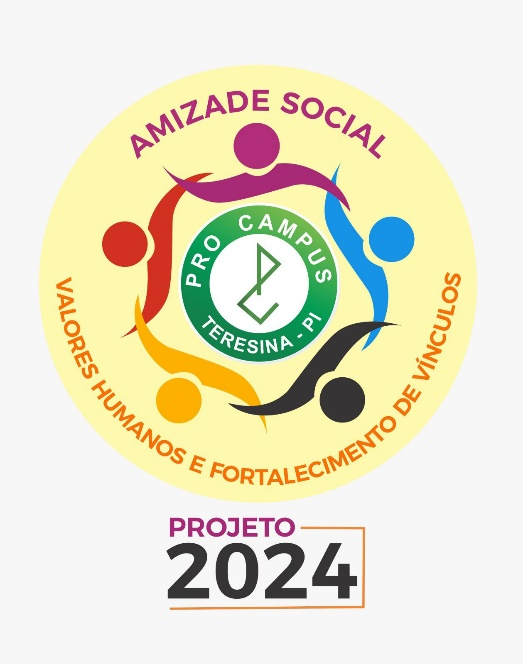 AMIZADE SOCIAL
PRO CAMPUS
TERESINA - PI
VALORES HUMANOS E FORTALECIMENTO DE VÍNCULOS
PROJETO
2024